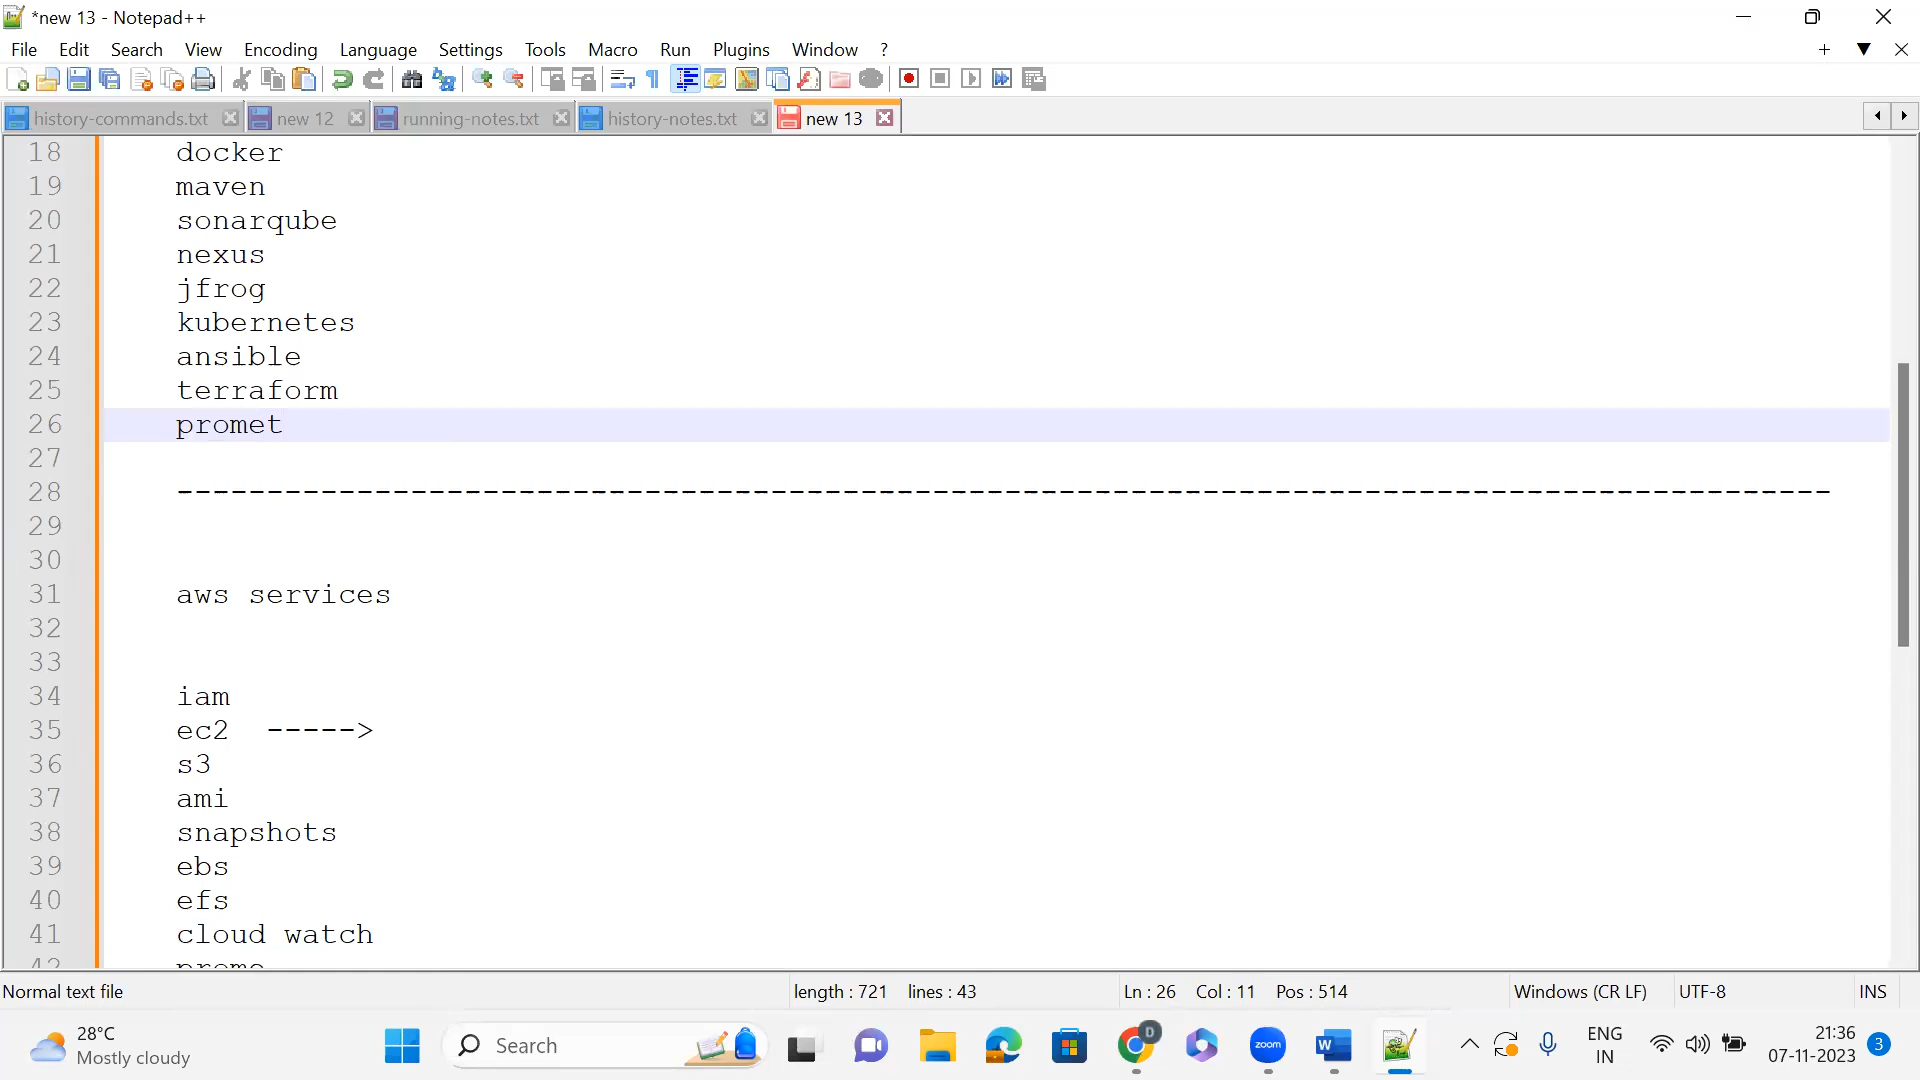 *new 13 - Notepad++
File Edit Search View Encoding Language Settings Tools Macro Run Plugins Window ?
history-commands.txt new 12 running-notes.txt history-notes.txt new 13
18 docker
19 maven
20 sonarqube
21 nexus
22 jfrog
23 kubernetes
24 ansible
25 terraform
26 promet
27
28 --------------------------------------------------------------------------------------------
29
30
31 aws services
32
33
34 iam
35 ec2 ----->
36 s3
37 ami
38 snapshots
39 ebs
40 efs
41 cloud watch
Normal text file length : 721 lines : 43 Ln : 26 Col : 11 Pos : 514 Windows (CR LF) UTF-8 INS
28°C
Mostly cloudy
Search
D
zoom
W
ENG
IN
21:36
07-11-2023
3